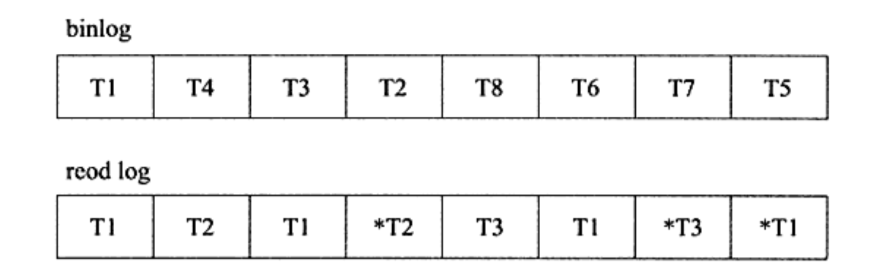 binlog
T1 T4 T3 T2 T8 T6 T7 T5
reod log
T1 T2 T1 *T2 T3 T1 *T3 *T1